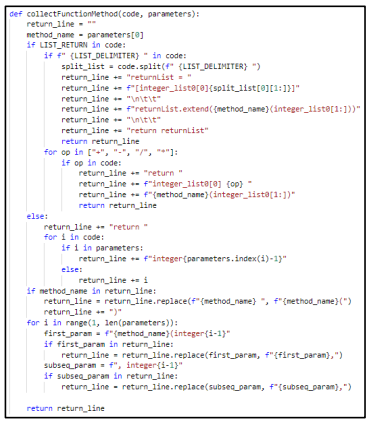 def collectFunctionMethod(code, parameters):
    return_line = ""
    method_name = parameters[0]
    if LIST_RETURN in code:
        if f" {LIST_DELIMITER} " in code:
            split_list = code.split(f" {LIST_DELIMITER} ")
            return_line += "returnList = "
            return_line += f"[integer_list0[0]{split_list[0][1:]}]"
            return_line += "\n\t\t"
            return_line += f"returnList.extend({method_name}(integer_list0[1:]))"
            return_line += "\n\t\t"
            return_line += "return returnList"
            return return_line
        for op in ["+", "-", "/", "*"]:
            if op in code:
                return_line += "return "
                return_line += f"integer_list0[0] {op} "
                return_line += f"{method_name}(integer_list0[1:])"
                return return_line
    else:
        return_line += "return "
        for i in code:
            if i in parameters:
                return_line += f"integer{parameters.index(i)-1}"
            else:
                return_line += i
    if method_name in return_line:
        return_line = return_line.replace(f"{method_name} ", f"{method_name}(")
        return_line += ")"
    for i in range(1, len(parameters)):
        first_param = f"{method_name}(integer{i-1}"
        if first_param in return_line:
            return_line = return_line.replace(first_param, f"{first_param},")
        subseq_param = f", integer{i-1}"
        if subseq_param in return_line:
            return_line = return_line.replace(subseq_param, f"{subseq_param},")
    return return_line